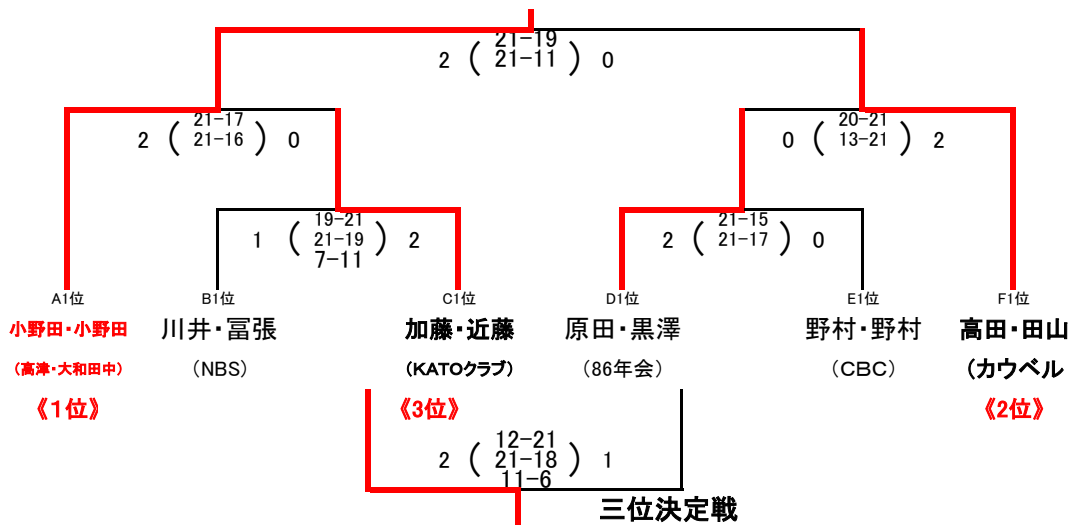 21-19
2 ( 21-11 ) 0
21-17
2 ( 21-16 ) 0
20-21
0 ( 13-21 ) 2
19-21
1 ( 21-19 ) 2
7-11
21-15
2 ( 21-17 ) 0
A1位 B1位 C1位 D1位 E1位 F1位
小野田・小野田 川井・冨張 加藤・近藤 原田・黒澤 野村・野村 高田・田山
(高津・大和田中) (NBS) (KATOクラブ) (86年会) (CBC) (カウベル
《1位》 《3位》 《2位》
12-21
2 ( 21-18 ) 1
11-6
三位決定戦